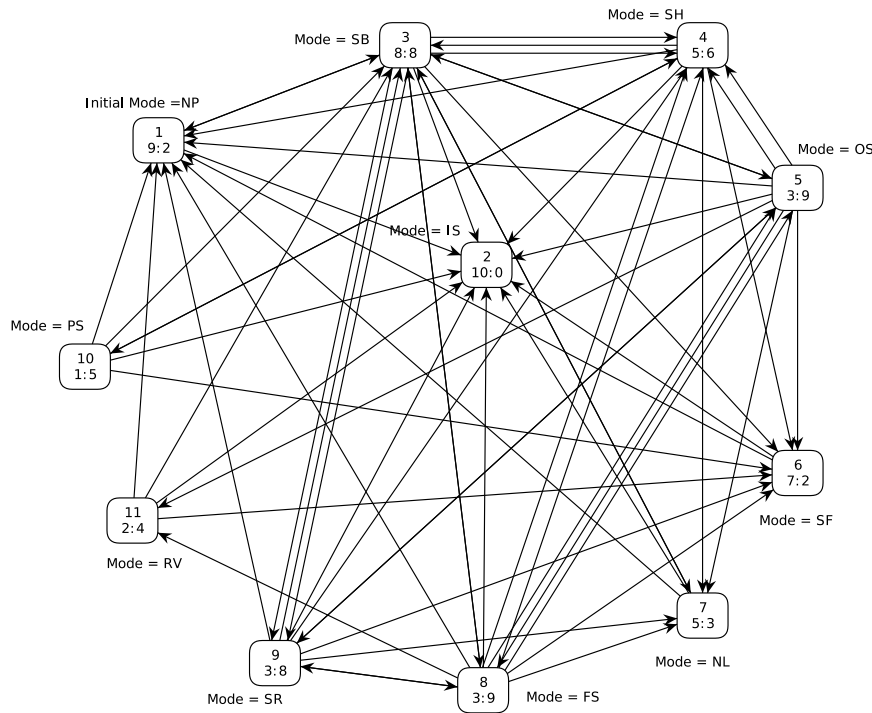 Mode = SH
Mode = SB
3
8:8
4
5:6
Initial Mode =NP
1
9:2
Mode = OS
5
3:9
Mode = IS
2
10:0
Mode = PS
10
1:5
6
7:2
Mode = SF
11
2:4
Mode = RV
7
5:3
Mode = NL
9
3:8
Mode = SR
8
3:9
Mode = FS